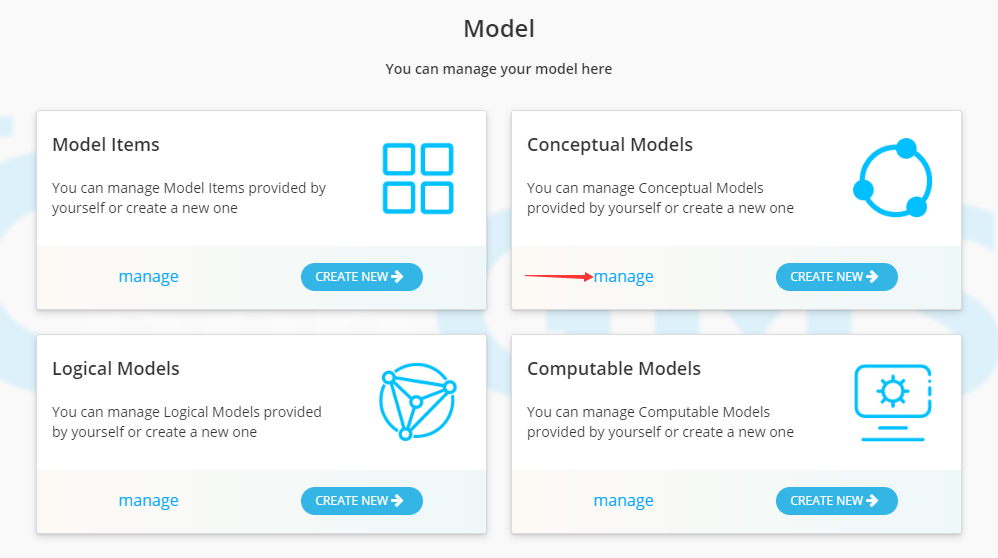 Model
You can manage your model here
Model Items
You can manage Model Items provided by
yourself or create a new one
manage
CREATE NEW
Conceptual Models
You can manage Conceptual Models
provided by yourself or create a new one
manage
CREATE NEW
Logical Models
You can manage Logical Models provided
by yourself or create a new one
manage
CREATE NEW
Computable Models
You can manage Computable Models
provided by yourself or create a new one
manage
CREATE NEW